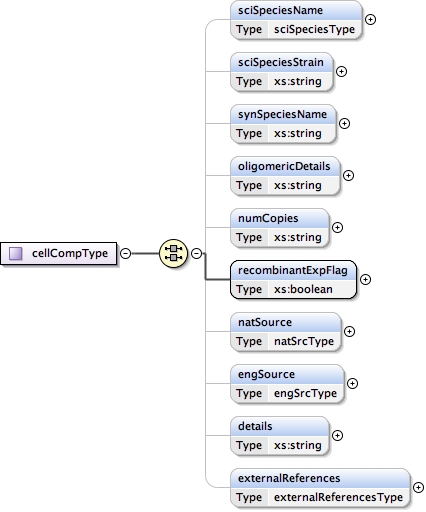 sciSpeciesName
Type sciSpeciesType
sciSpeciesStrain
Type xs:string
synSpeciesName
Type xs:string
oligomericDetails
Type xs:string
numCopies
Type xs:string
cellCompType
recombinantExpFlag
Type xs:boolean
natSource
Type natSrcType
engSource
Type engSrcType
details
Type xs:string
externalReferences
Type externalReferencesType